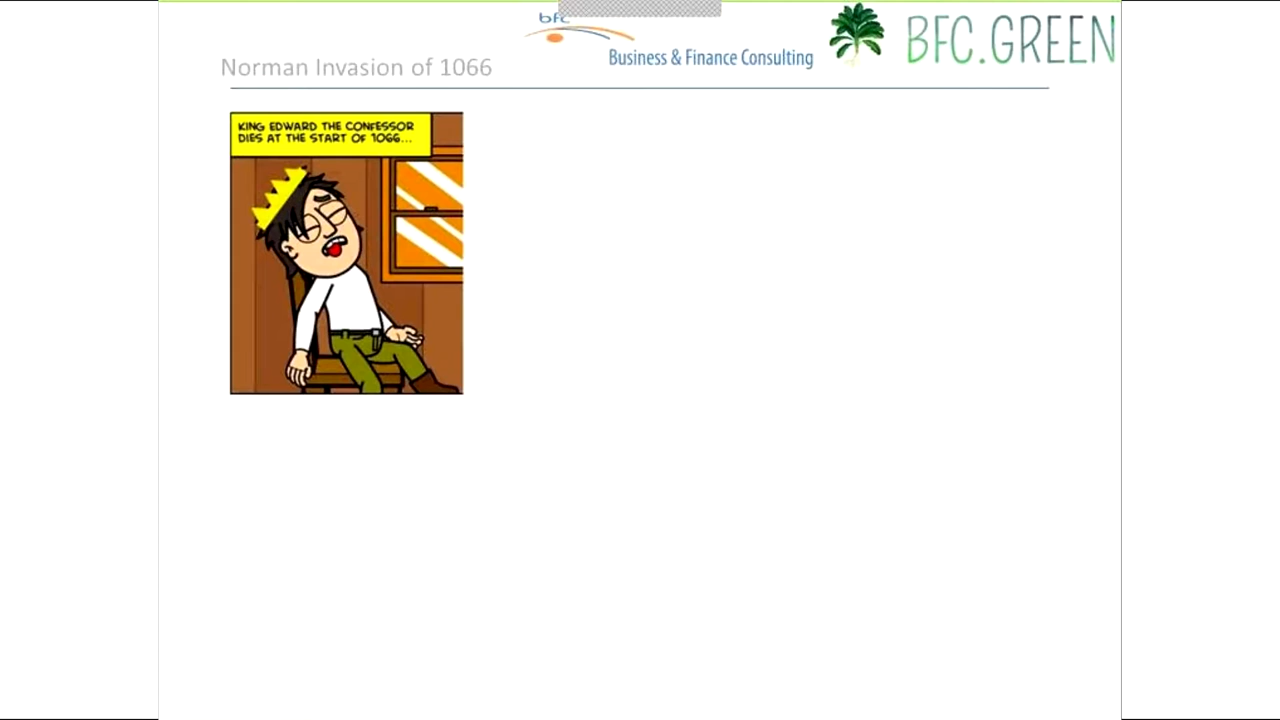 bfc
Business & Finance Consulting
BFC.GREEN
Norman Invasion of 1066
KING EDWARD THE CONFESSOR
DIES AT THE START OF 1066...